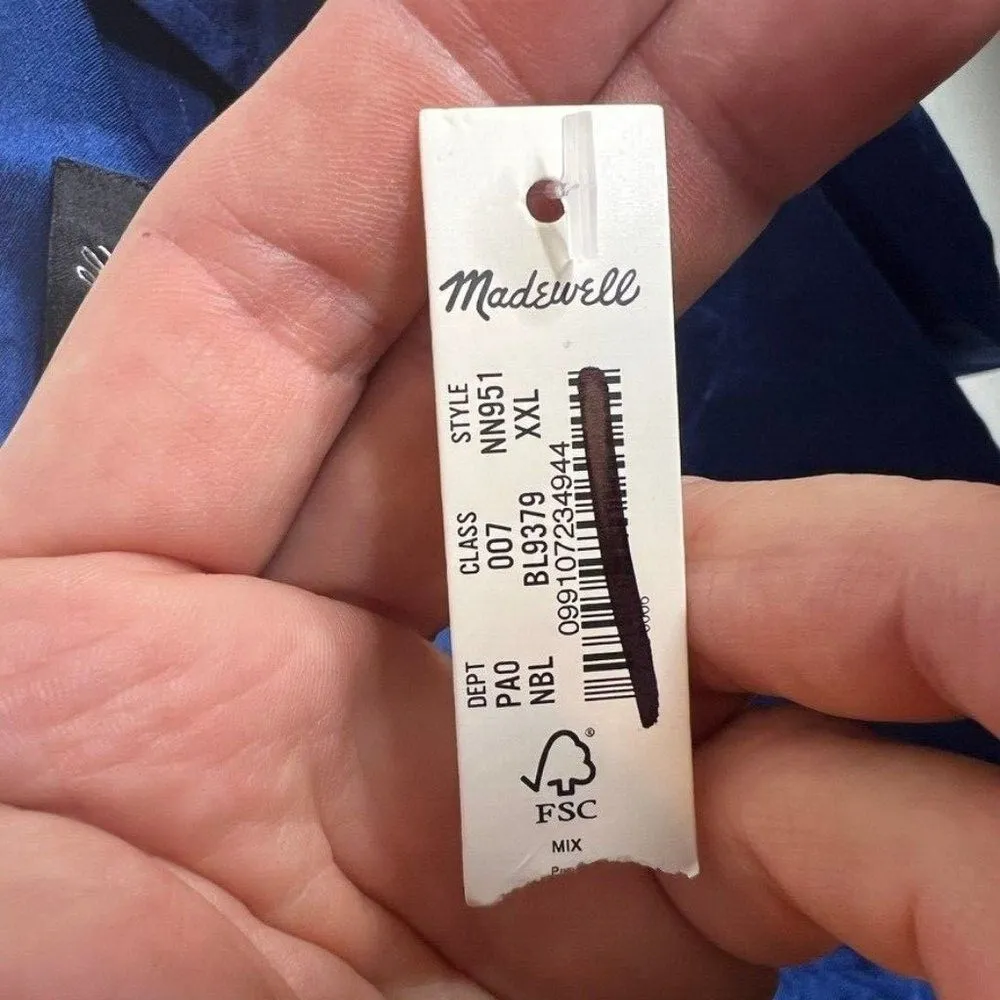 Madewell
DEPT CLASS STYLE
PA0 007 NN951
NBL BL9379 XXL
099107234944
FSC®
MIX